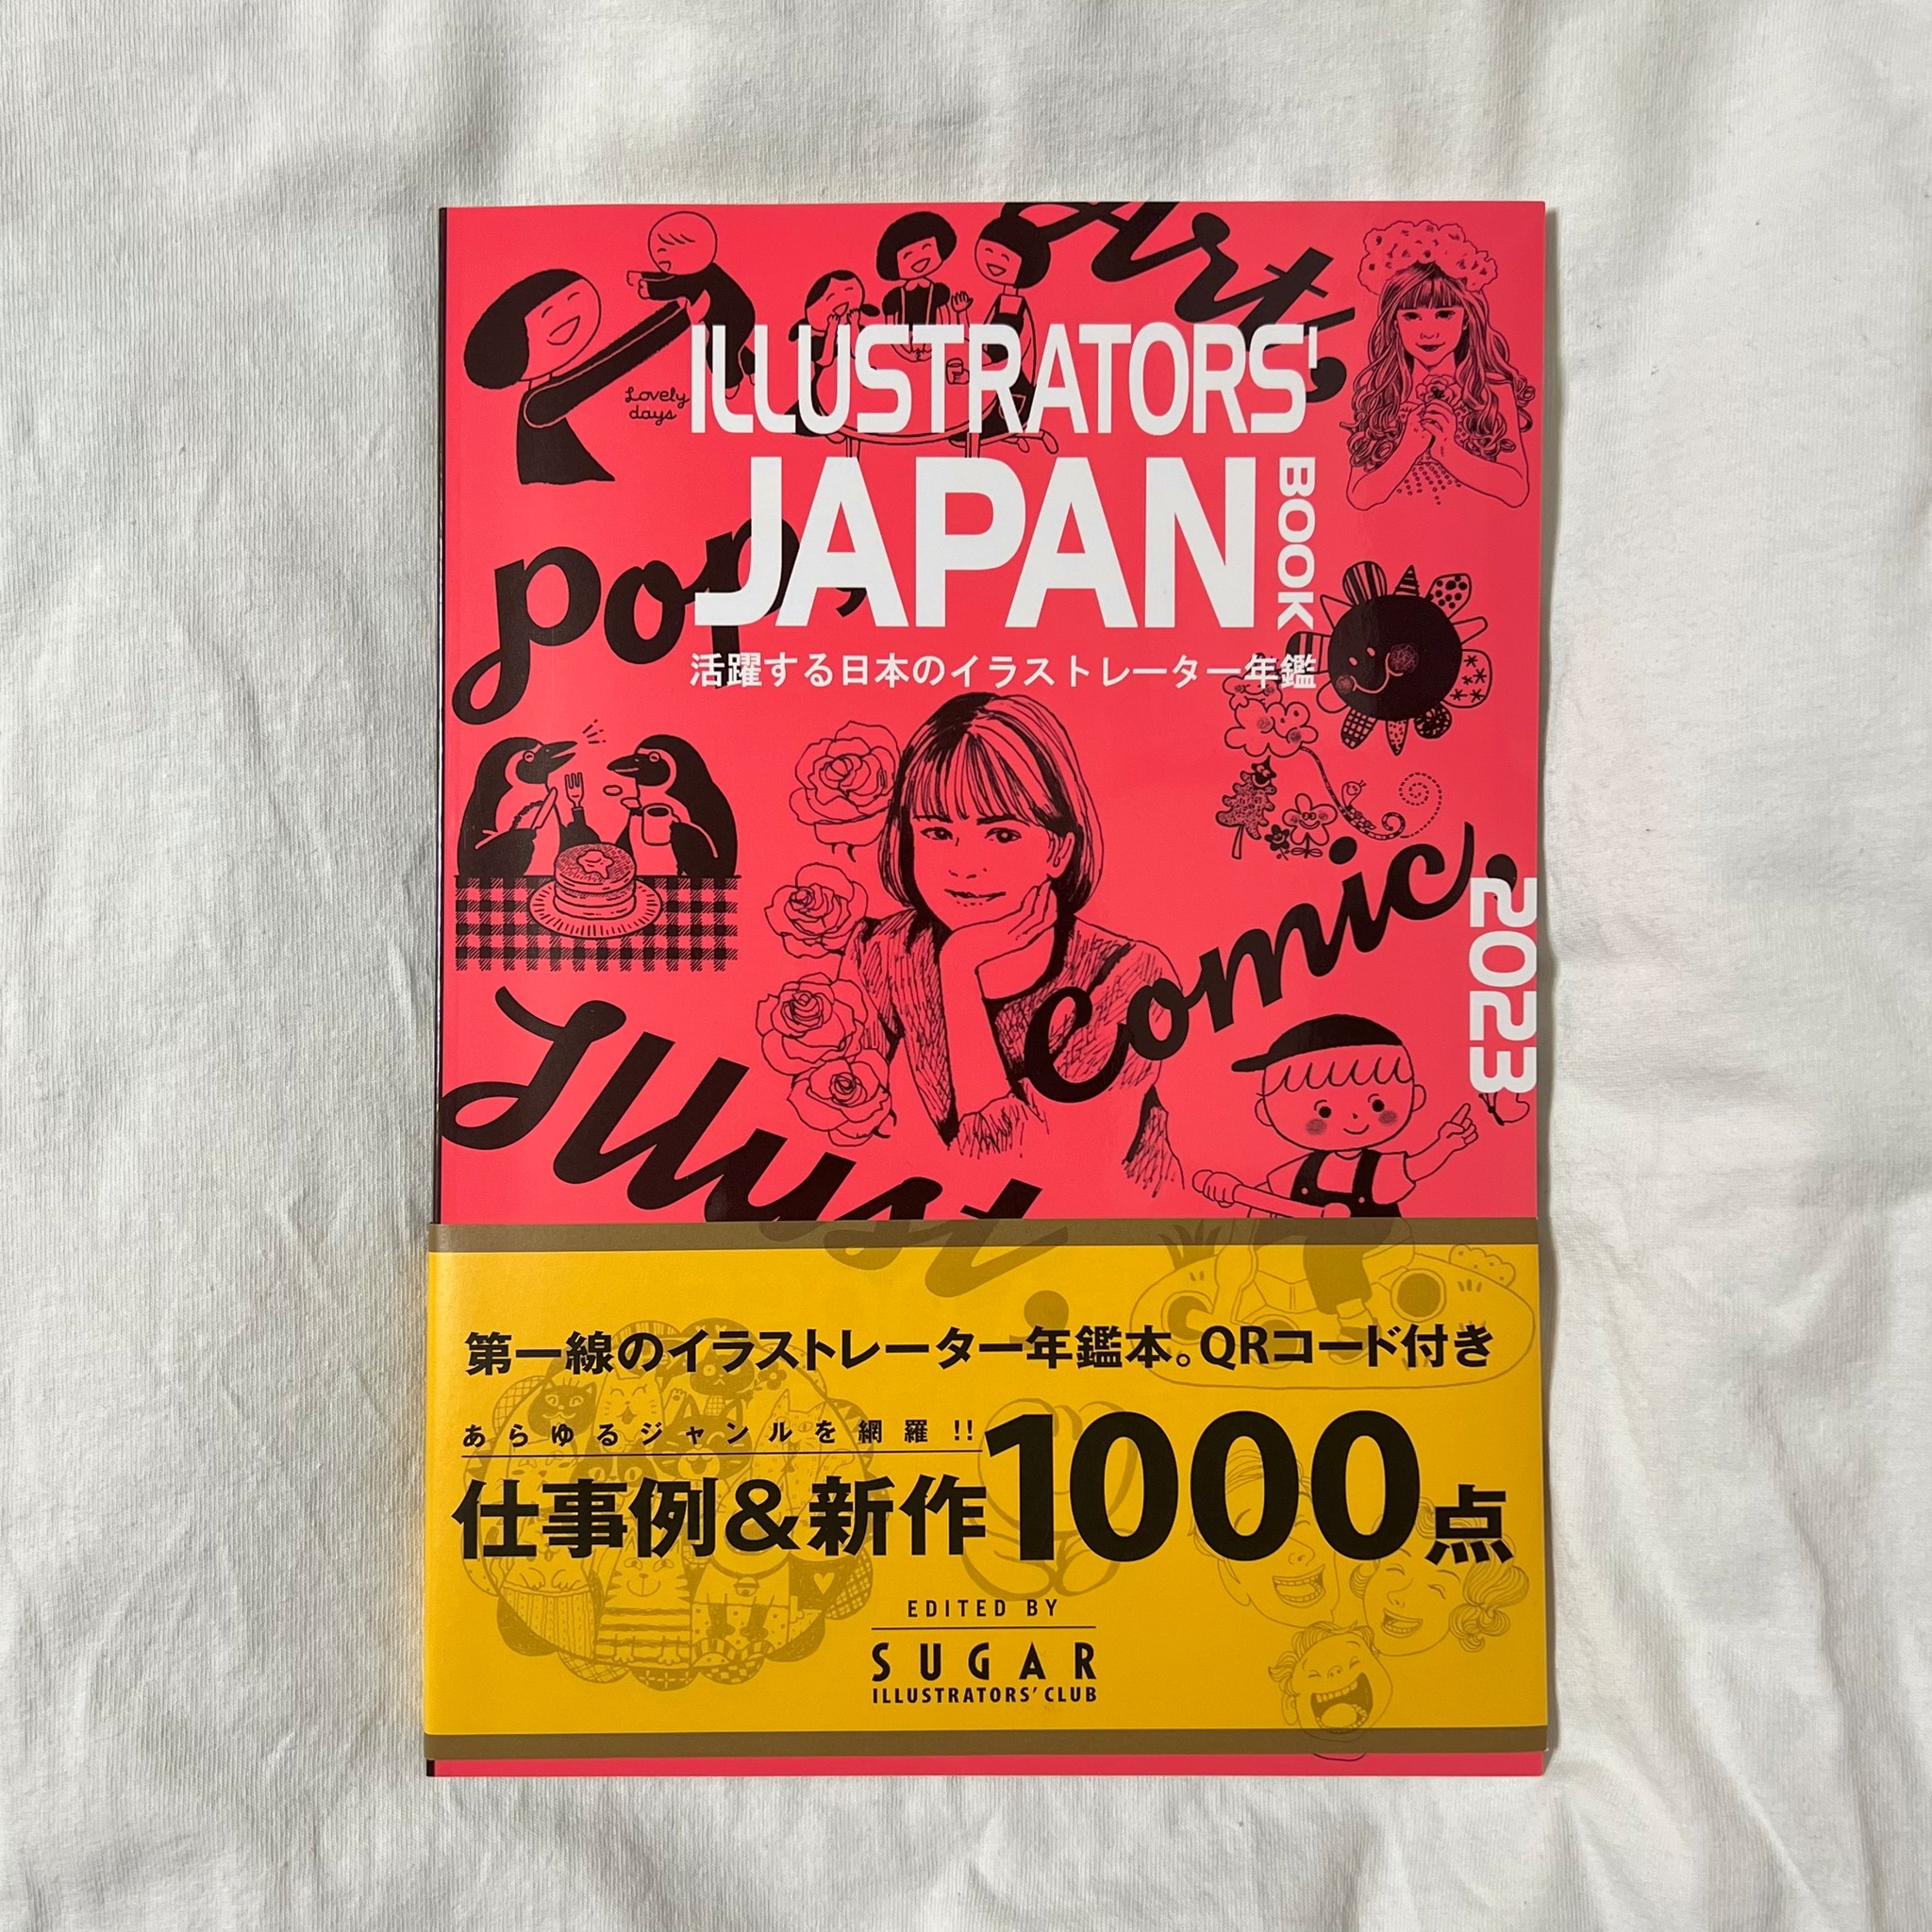 Art,
Lovely
days
ILLUSTRATORS'
JAPAN
BOOK
pop,
活躍する日本のイラストレーター年鑑
comic,
2023
Illust.
第一線のイラストレーター年鑑本。QRコード付き
あらゆるジャンルを網羅!!
仕事例&新作1000点
EDITED BY
SUGAR
ILLUSTRATORS' CLUB